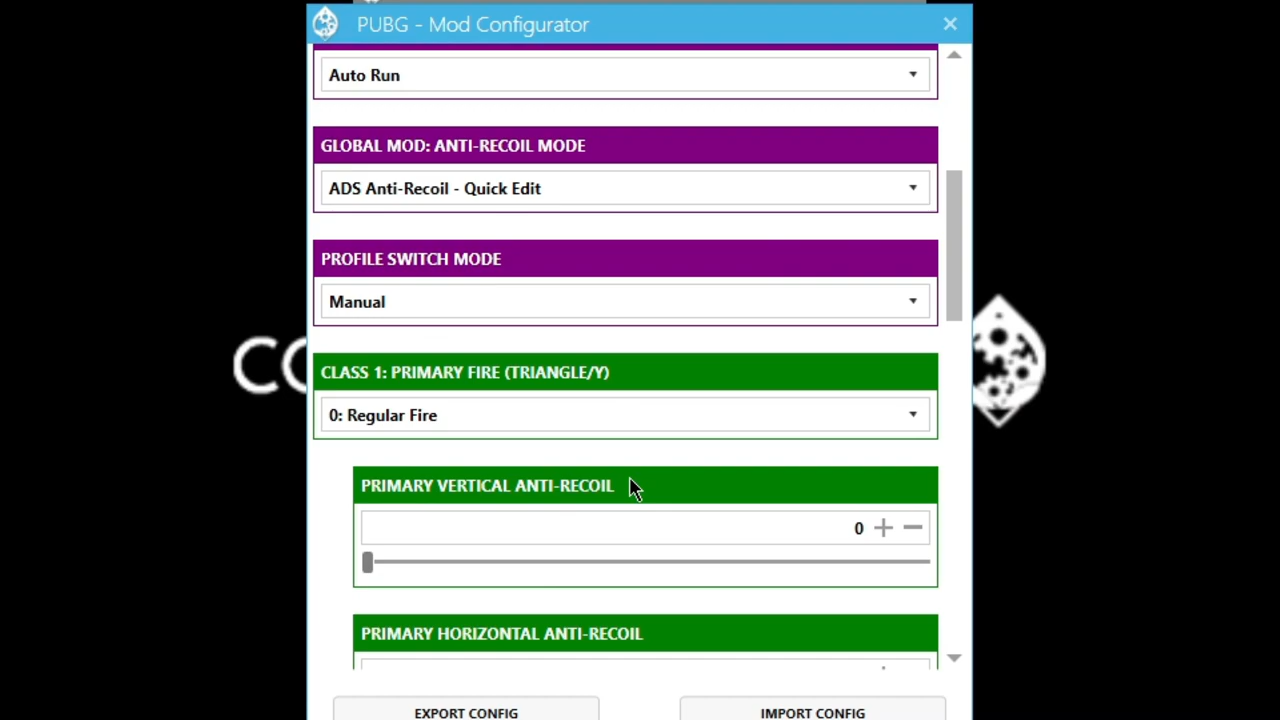 PUBG - Mod Configurator
Auto Run
GLOBAL MOD: ANTI-RECOIL MODE
ADS Anti-Recoil - Quick Edit
PROFILE SWITCH MODE
Manual
CO
CLASS 1: PRIMARY FIRE (TRIANGLE/Y)
0: Regular Fire
PRIMARY VERTICAL ANTI-RECOIL
0
PRIMARY HORIZONTAL ANTI-RECOIL
EXPORT CONFIG
IMPORT CONFIG